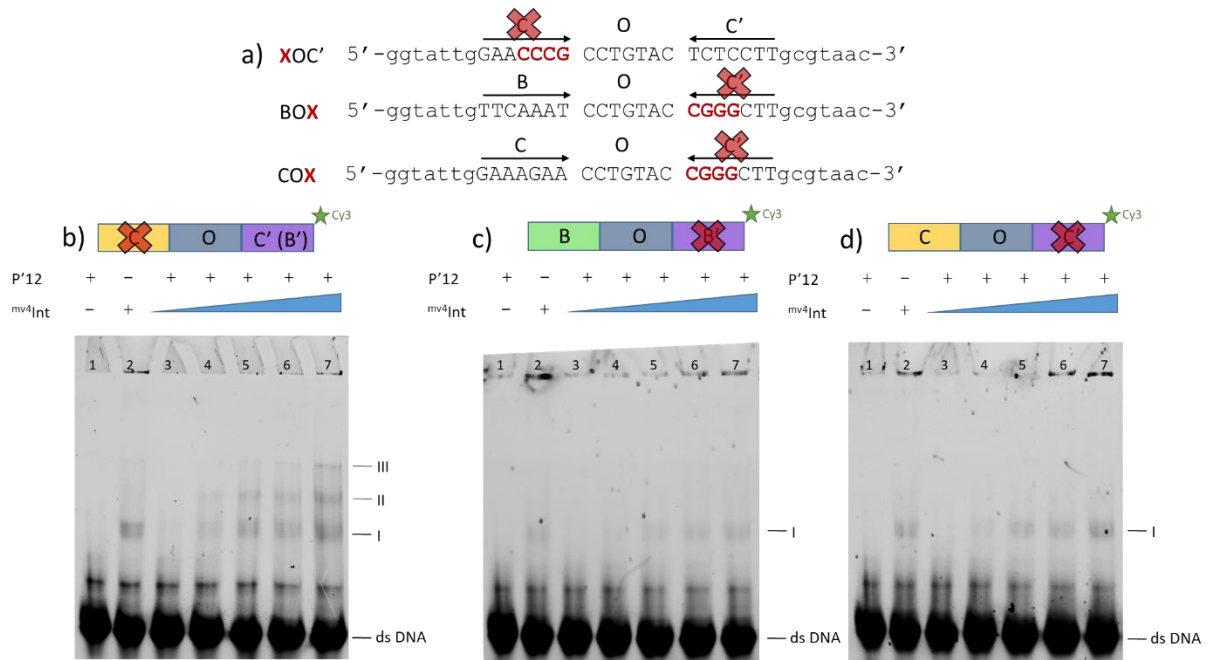 C O C’
a) XOC’ 5’-ggtattgGAACCCG CCTGTAC TCTCCTTgcgtaac-3’
B O C’
BOX 5’-ggtattgTTCAAAT CCTGTAC CGGGCTTgcgtaac-3’
C O C’
COX 5’-ggtattgGAAAGAA CCTGTAC CGGGCTTgcgtaac-3’
b) C O C’ (B’) Cy3
P’12 + – + + + + +
mv4Int – +
1 2 3 4 5 6 7
III
II
I
ds DNA
c) B O B’ Cy3
+ – + + + + +
– +
1 2 3 4 5 6 7
I
ds DNA
d) C O C’ Cy3
P’12 + – + + + + +
mv4Int – +
1 2 3 4 5 6 7
I
ds DNA